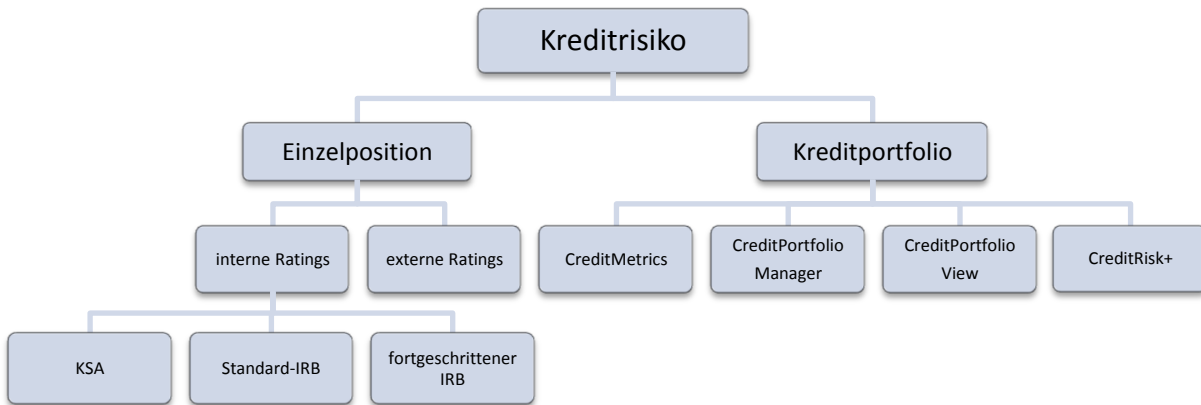 Kreditrisiko
Einzelposition
Kreditportfolio
interne Ratings
externe Ratings
CreditMetrics
CreditPortfolio
Manager
CreditPortfolio
View
CreditRisk+
KSA
Standard-IRB
fortgeschrittener
IRB